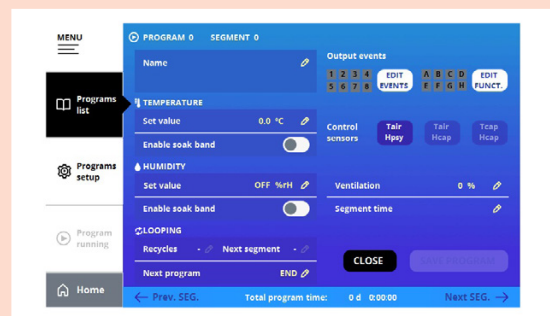 MENU
PROGRAM 0 SEGMENT 0
Name
Output events
1 2 3 4
5 6 7 8
EDIT
EVENTS
A B C D
E F G H
EDIT
FUNCT.
Programs
list
TEMPERATURE
Set value 0.0 °C
Enable soak band
Control
sensors
Tair
Hpsy
Tair
Hcap
Tcap
Hcap
Programs
setup
HUMIDITY
Set value OFF %rH
Ventilation 0 %
Enable soak band
Segment time
Program
running
LOOPING
Recycles - Next segment -
CLOSE
SAVE PROGRAM
Next program END
Home
← Prev. SEG. Total program time: 0 d 0:00:00 Next SEG. →